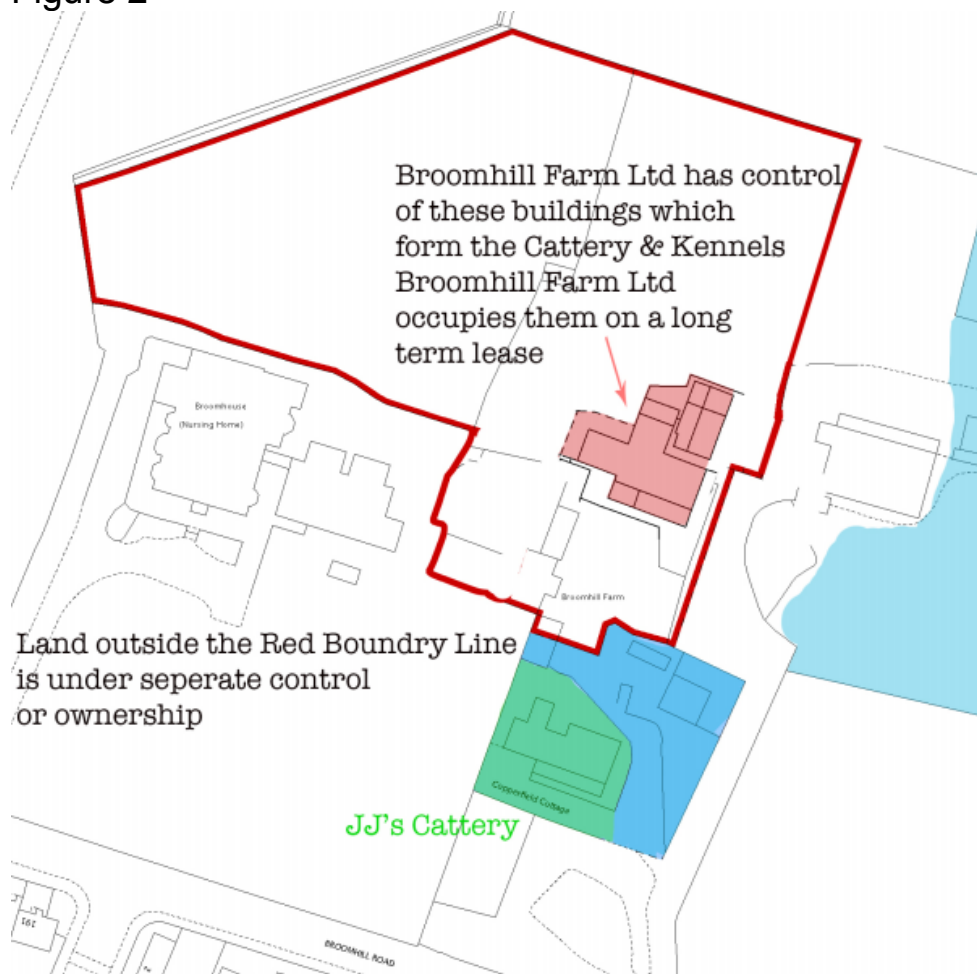 Figure 2
Broomhill Farm Ltd has control
of these buildings which
form the Cattery & Kennels
Broomhill Farm Ltd
occupies them on a long
term lease
Broomhouse
(Nursing Home)
Broomhill Farm
Land outside the Red Boundry Line
is under seperate control
or ownership
Copperfield Cottage
JJ's Cattery
191
2
BROOMHILL ROAD